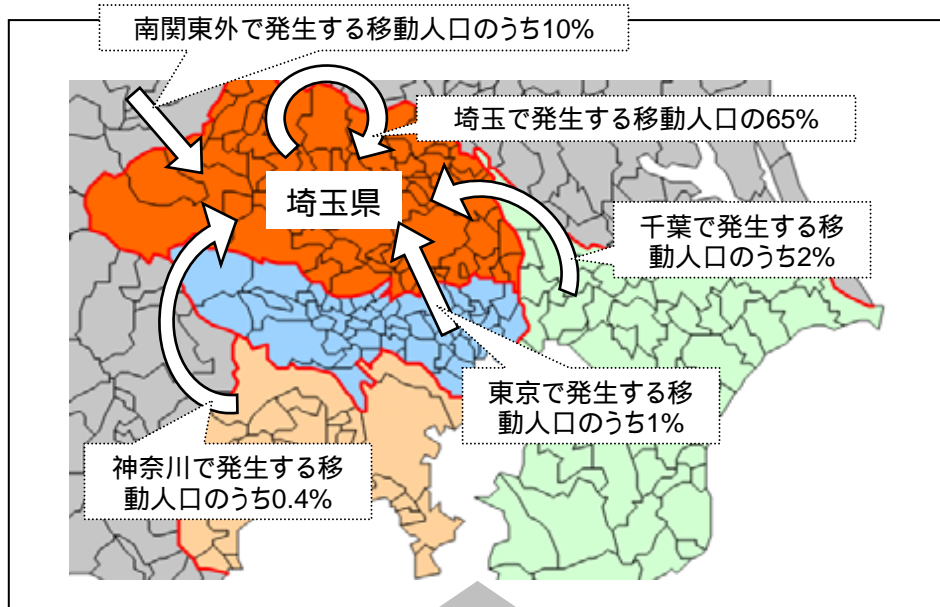 南関東外で発生する移動人口のうち10%
埼玉で発生する移動人口の65%
埼玉県
千葉で発生する移
動人口のうち2%
東京で発生する移
動人口のうち1%
神奈川で発生する移
動人口のうち0.4%